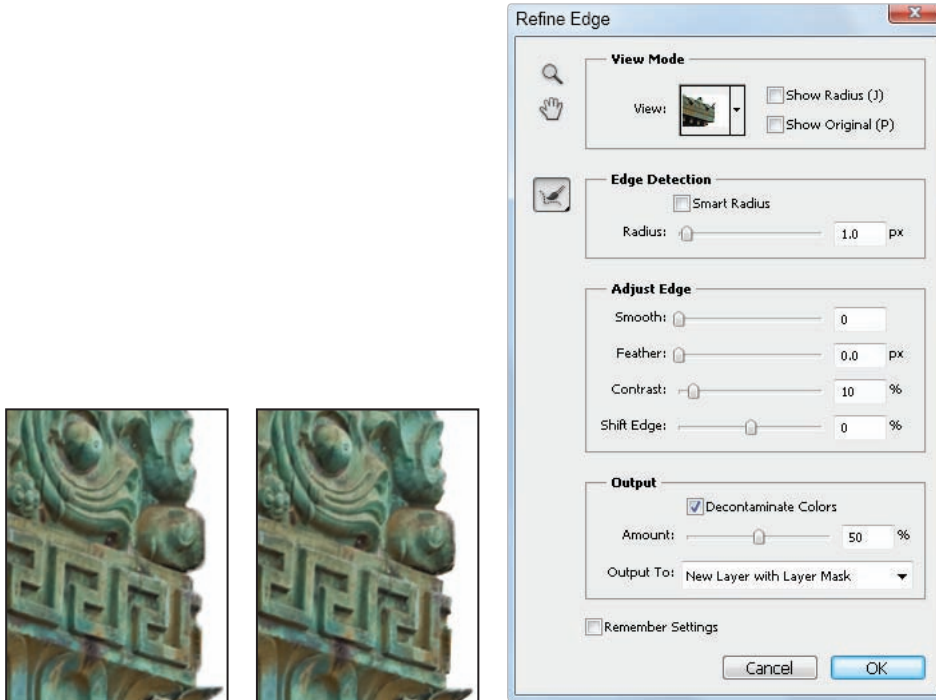 Refine Edge
View Mode
View:
Show Radius (J)
Show Original (P)
Edge Detection
Smart Radius
Radius: 1.0 px
Adjust Edge
Smooth: 0
Feather: 0.0 px
Contrast: 10 %
Shift Edge: 0 %
Output
Decontaminate Colors
Amount: 50 %
Output To: New Layer with Layer Mask
Remember Settings
Cancel OK